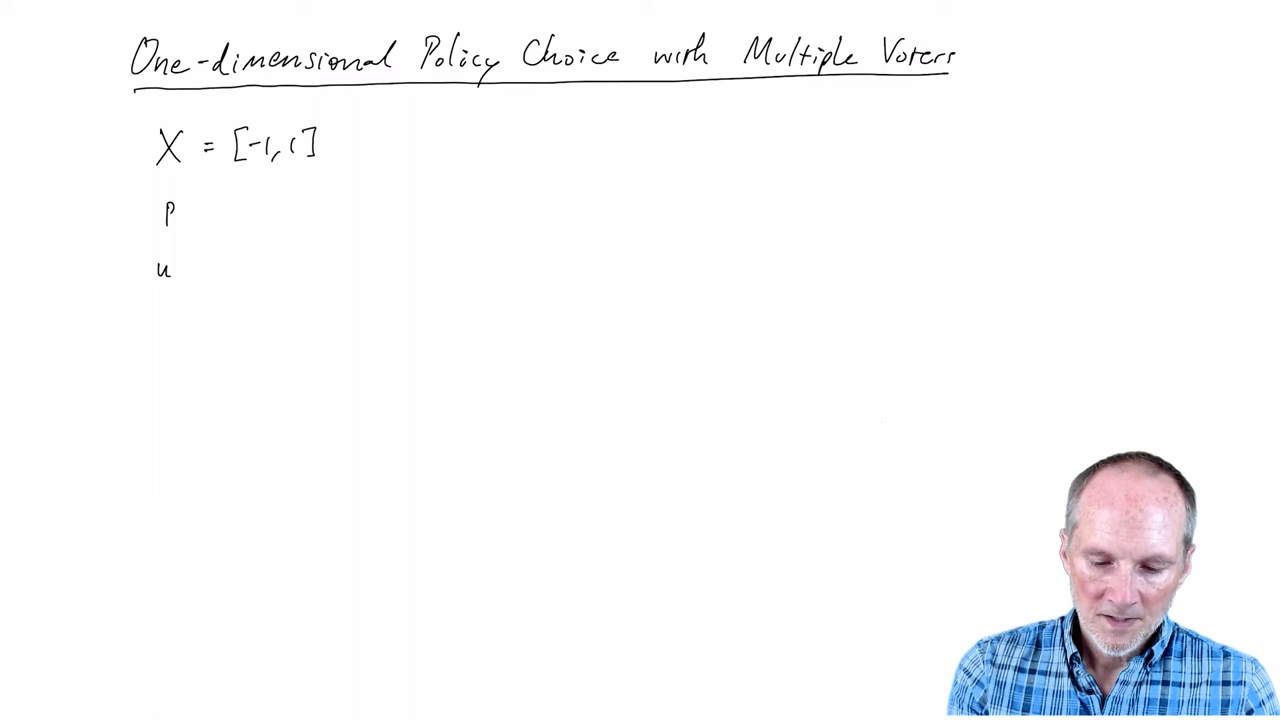 One-dimensional Policy Choice with Multiple Voters
X = [-1, 1]
P
u